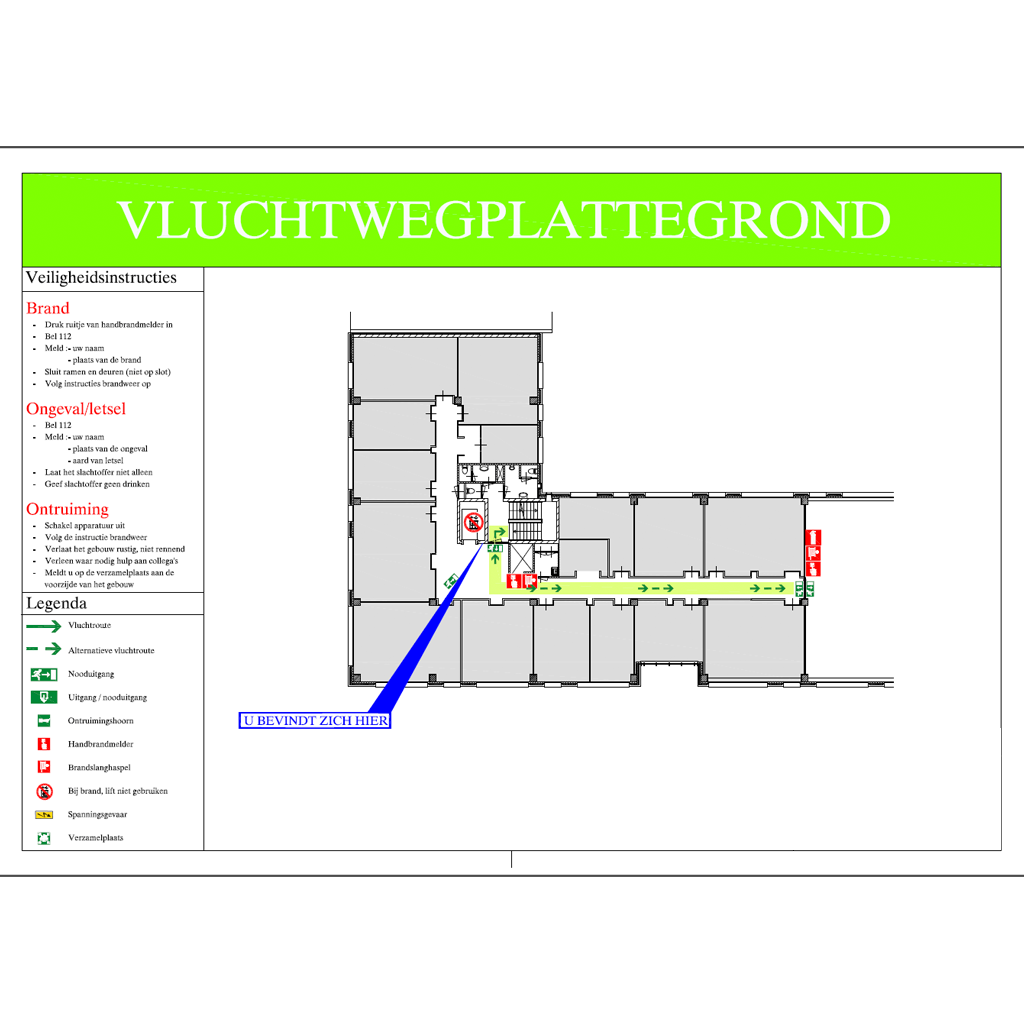 VLUCHTWEGPLATTEGROND
Veiligheidsinstructies
Brand
- Druk ruitje van handbrandmelder in
- Bel 112
- Meld :- uw naam
- plaats van de brand
- Sluit ramen en deuren (niet op slot)
- Volg instructies brandweer op
Ongeval/letsel
- Bel 112
- Meld :- uw naam
- plaats van de ongeval
- aard van letsel
- Laat het slachtoffer niet alleen
- Geef slachtoffer geen drinken
Ontruiming
- Schakel apparatuur uit
- Volg de instructie brandweer
- Verlaat het gebouw rustig, niet rennend
- Verleen waar nodig hulp aan collega's
- Meldt u op de verzamelplaats aan de
voorzijde van het gebouw
Legenda
Vluchtroute
Alternatieve vluchtroute
Nooduitgang
Uitgang / nooduitgang
Ontruimingshoorn
Handbrandmelder
Brandslanghaspel
Bij brand, lift niet gebruiken
Spanningsgevaar
Verzamelplaats
U BEVINDT ZICH HIER